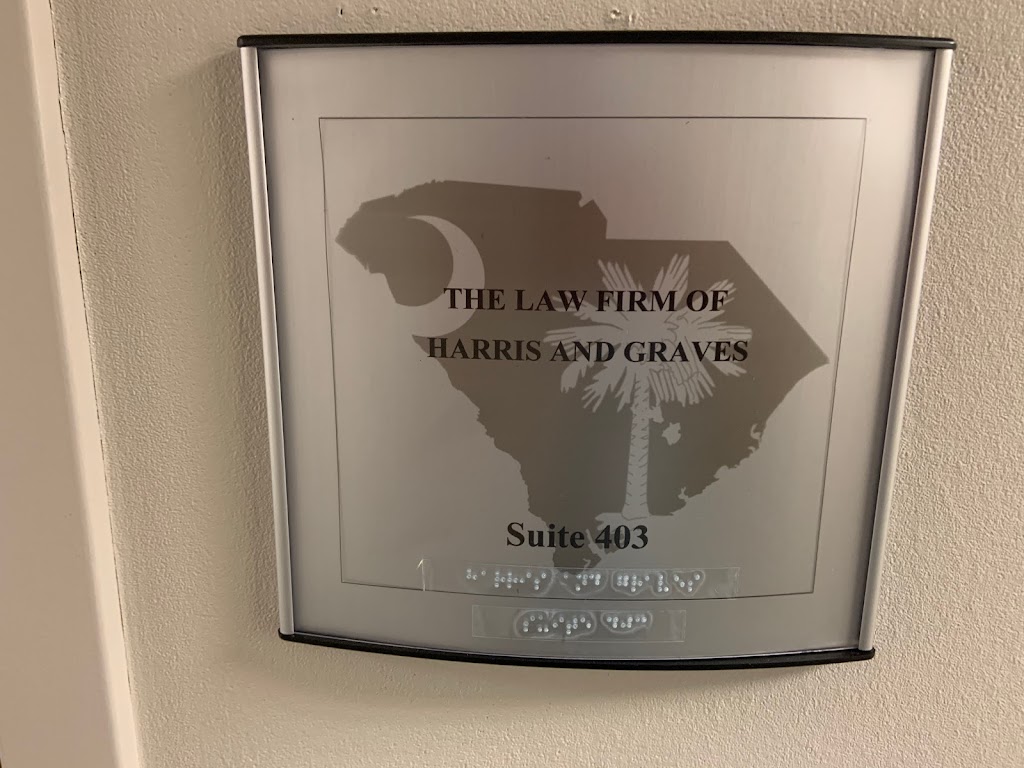 THE LAW FIRM OF
HARRIS AND GRAVES
Suite 403